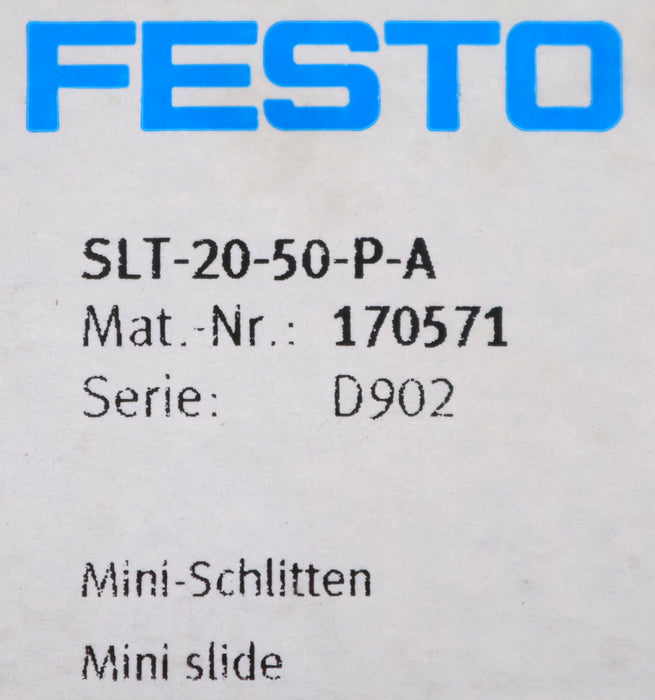 FESTO
SLT-20-50-P-A
Mat.-Nr.: 170571
Serie: D902
Mini-Schlitten
Mini slide